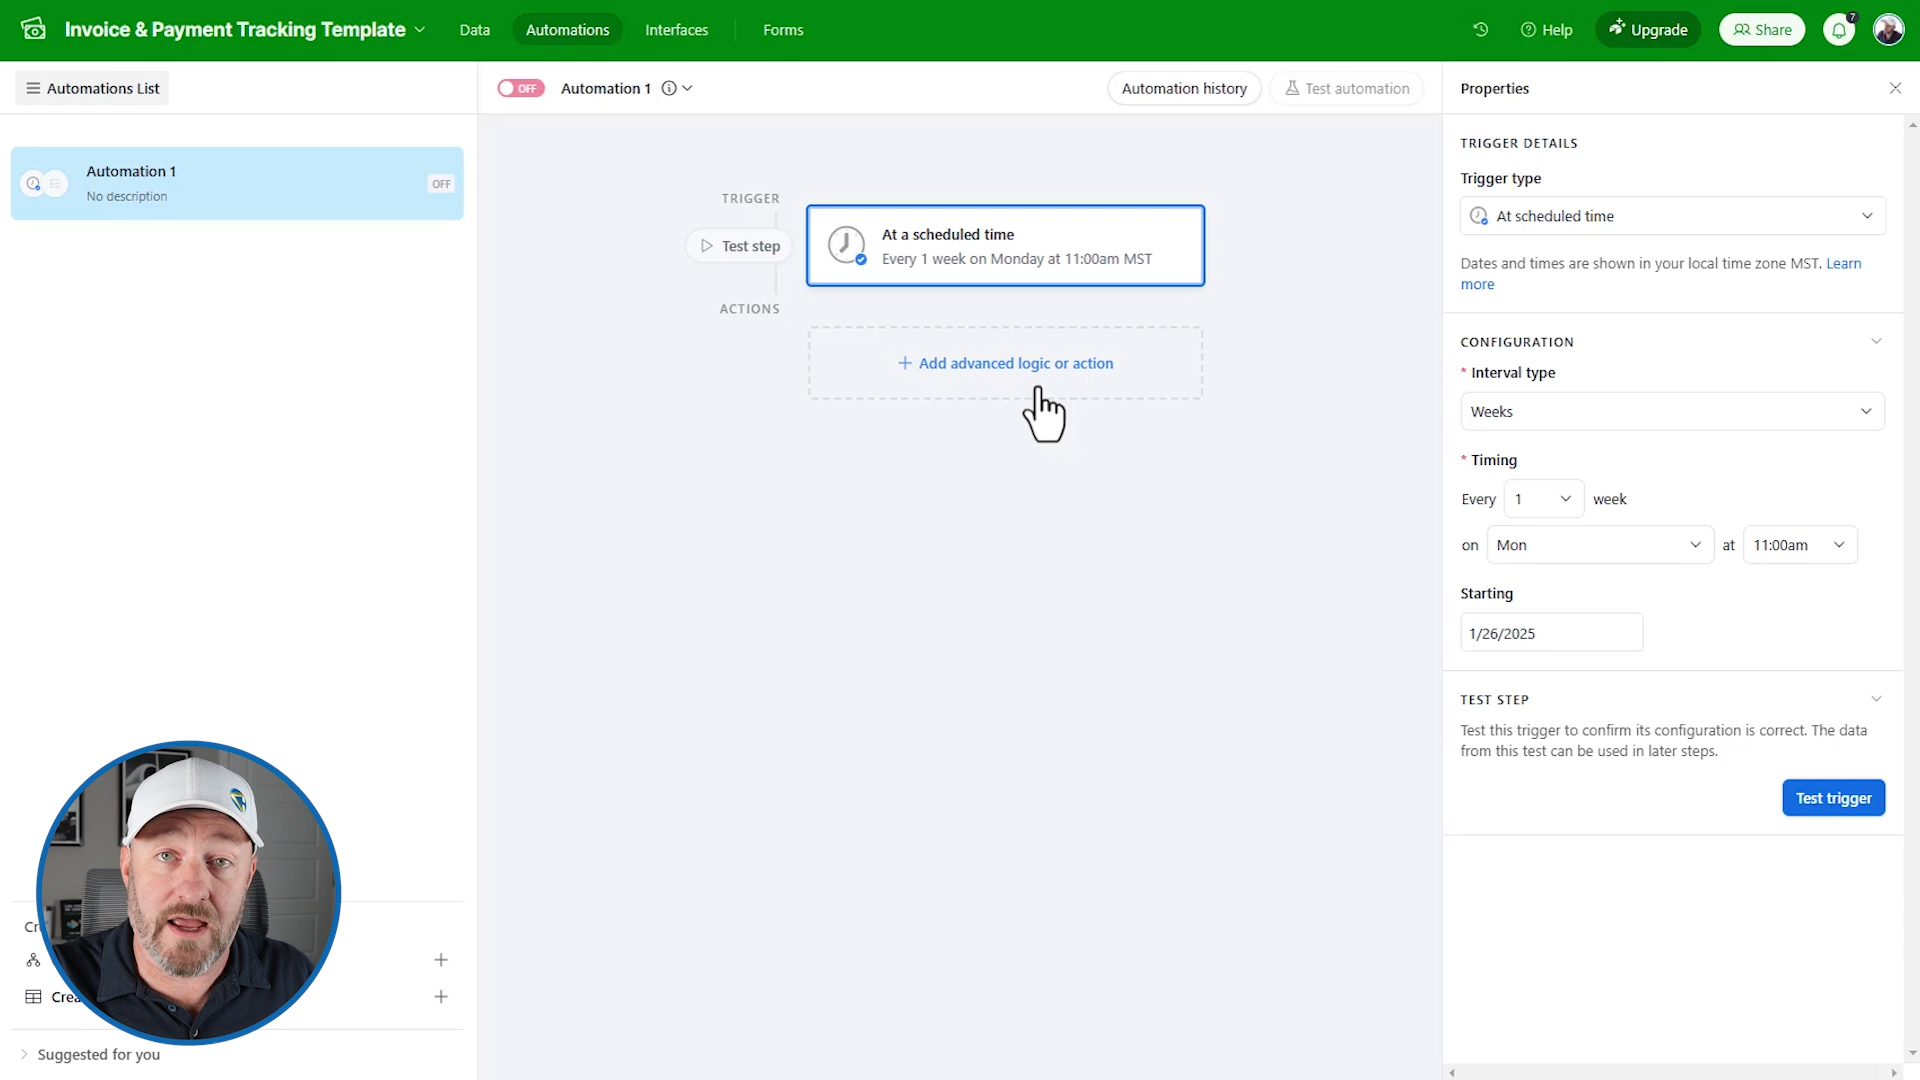 Invoice & Payment Tracking Template
Data
Automations
Interfaces
Forms
Help
Upgrade
Share
7
Automations List
OFF
Automation 1
Automation history
Test automation
Properties
Automation 1
No description
OFF
TRIGGER
Test step
At a scheduled time
Every 1 week on Monday at 11:00am MST
ACTIONS
+ Add advanced logic or action
TRIGGER DETAILS
Trigger type
At scheduled time
Dates and times are shown in your local time zone MST. Learn
more
CONFIGURATION
* Interval type
Weeks
* Timing
Every 1 week
on Mon at 11:00am
Starting
1/26/2025
TEST STEP
Test this trigger to confirm its configuration is correct. The data
from this test can be used in later steps.
Test trigger
Suggested for you